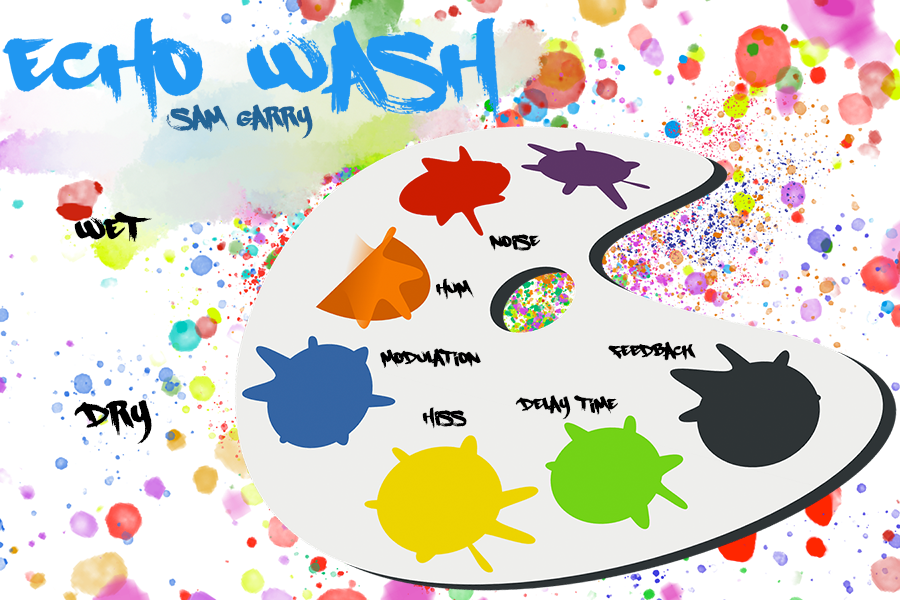 ECHO WASH
SAM GARRY
WET
NOISE
HUM
MODULATION
FEEDBACK
DRY
HISS
DELAY TIME